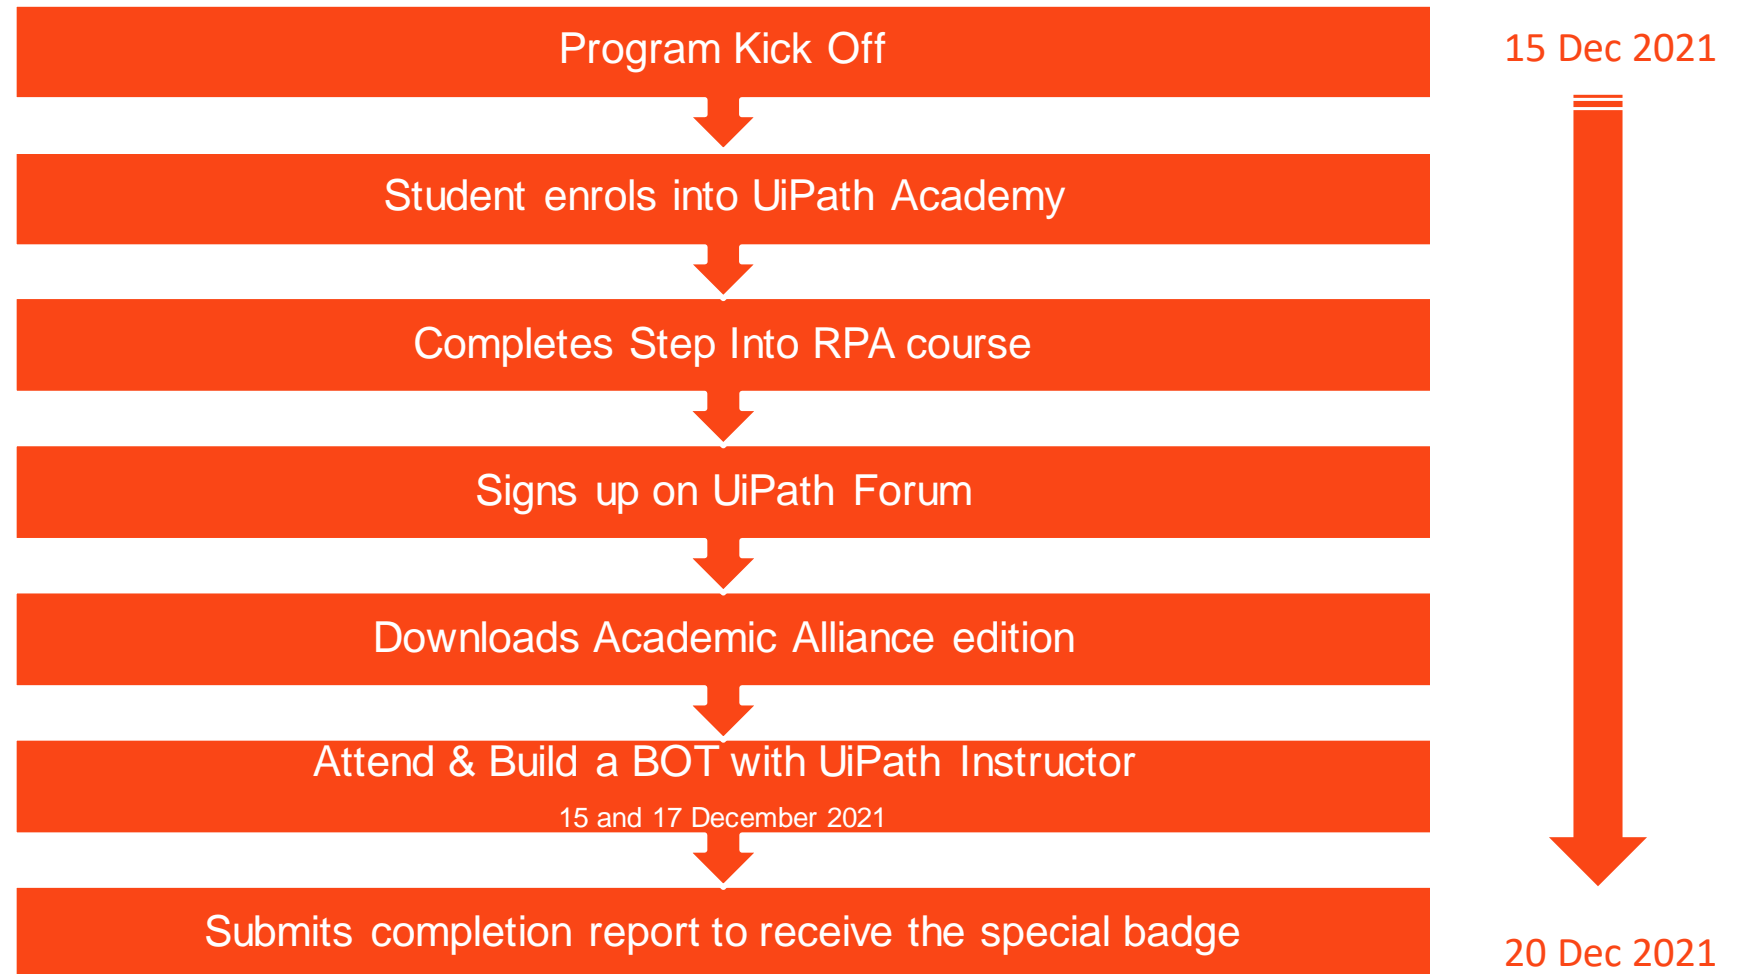 Program Kick Off
15 Dec 2021
Student enrols into UiPath Academy
Completes Step Into RPA course
Signs up on UiPath Forum
Downloads Academic Alliance edition
Attend & Build a BOT with UiPath Instructor
15 and 17 December 2021
Submits completion report to receive the special badge
20 Dec 2021